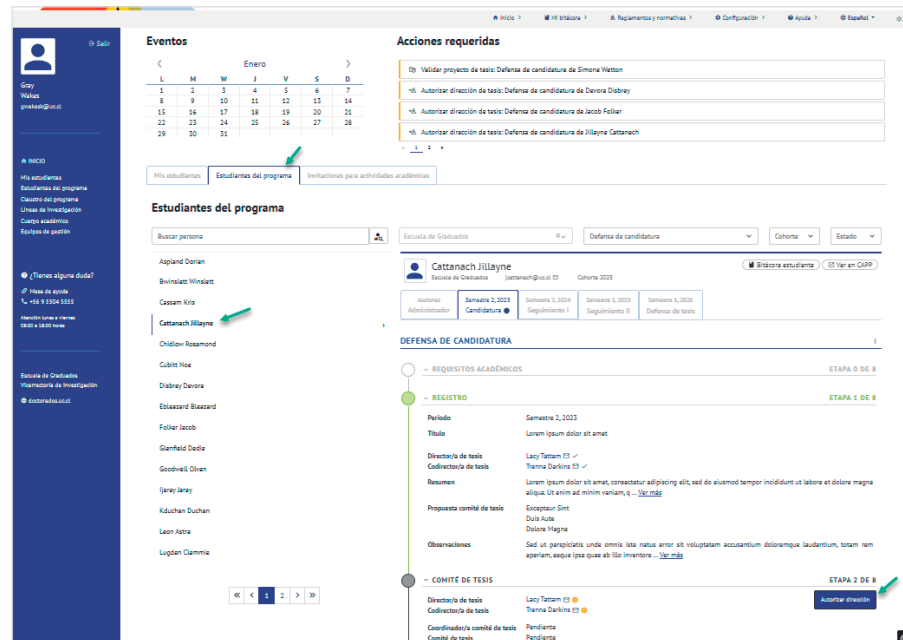 Inicio
Mi bitácora
Reglamentos y normativas
Configuración
Ayuda
Español
Salir
Gray
Wakes
gwakesk@uc.cl
INICIO
Mis estudiantes
Estudiantes del programa
Claustro del programa
Líneas de investigación
Cuerpo académico
Equipos de gestión
¿Tienes alguna duda?
Mesa de ayuda
+56 9 5504 5555
Atención lunes a viernes
09:00 a 18:00 horas
Escuela de Graduados
Vicerrectoría de Investigación
doctorados.uc.cl
Eventos
Enero
L M W J V S D
1 2 3 4 5 6 7
8 9 10 11 12 13 14
15 16 17 18 19 20 21
22 23 24 25 26 27 28
29 30 31
Acciones requeridas
Validar proyecto de tesis: Defensa de candidatura de Simone Wetton
Autorizar dirección de tesis: Defensa de candidatura de Devora Disbrey
Autorizar dirección de tesis: Defensa de candidatura de Jacob Folker
Autorizar dirección de tesis: Defensa de candidatura de Jillayne Cattanach
1 2
Mis estudiantes
Estudiantes del programa
Invitaciones para actividades académicas
Estudiantes del programa
Buscar persona
Escuela de Graduados
Defensa de candidatura
Cohorte
Estado
Aspland Dorian
Bwinslett Winslett
Cassam Kris
Cattanach Jillayne
Chidlow Rosamond
Cubitt Noe
Disbrey Devora
Ebleazard Bleazard
Folker Jacob
Glenfield Dedie
Goodwell Olven
Ijaray Jaray
Kduchan Duchan
Leon Astra
Lugden Clemmie
« < 1 2 > »
Cattanach Jillayne
Escuela de Graduados
jcattanach@uc.cl
Cohorte 2023
Bitácora estudiante
Ver en CAPP
Acciones
Administrador
Semestre 2, 2023
Candidatura
Semestre 2, 2024
Seguimiento I
Semestre 1, 2025
Seguimiento II
Semestre 1, 2026
Defensa de tesis
DEFENSA DE CANDIDATURA
REQUISITOS ACADÉMICOS
ETAPA 0 DE 8
REGISTRO
ETAPA 1 DE 8
Periodo Semestre 2, 2023
Título Lorem ipsum dolor sit amet
Director/a de tesis Lacy Tattam
Codirector/a de tesis Trenna Darkins
Resumen Lorem ipsum dolor sit amet, consectetur adipiscing elit, sed do eiusmod tempor incididunt ut labore et dolore magna
aliqua. Ut enim ad minim veniam, q ... Ver más
Propuesta comité de tesis Excepteur Sint
Duis Aute
Dolore Magna
Observaciones Sed ut perspiciatis unde omnis iste natus error sit voluptatem accusantium doloremque laudantium, totam rem
aperiam, eaque ipsa quae ab illo inventore ... Ver más
COMITÉ DE TESIS
ETAPA 2 DE 8
Director/a de tesis Lacy Tattam
Autorizar dirección
Codirector/a de tesis Trenna Darkins
Coordinador/a comité de tesis Pendiente
Comité de tesis Pendiente